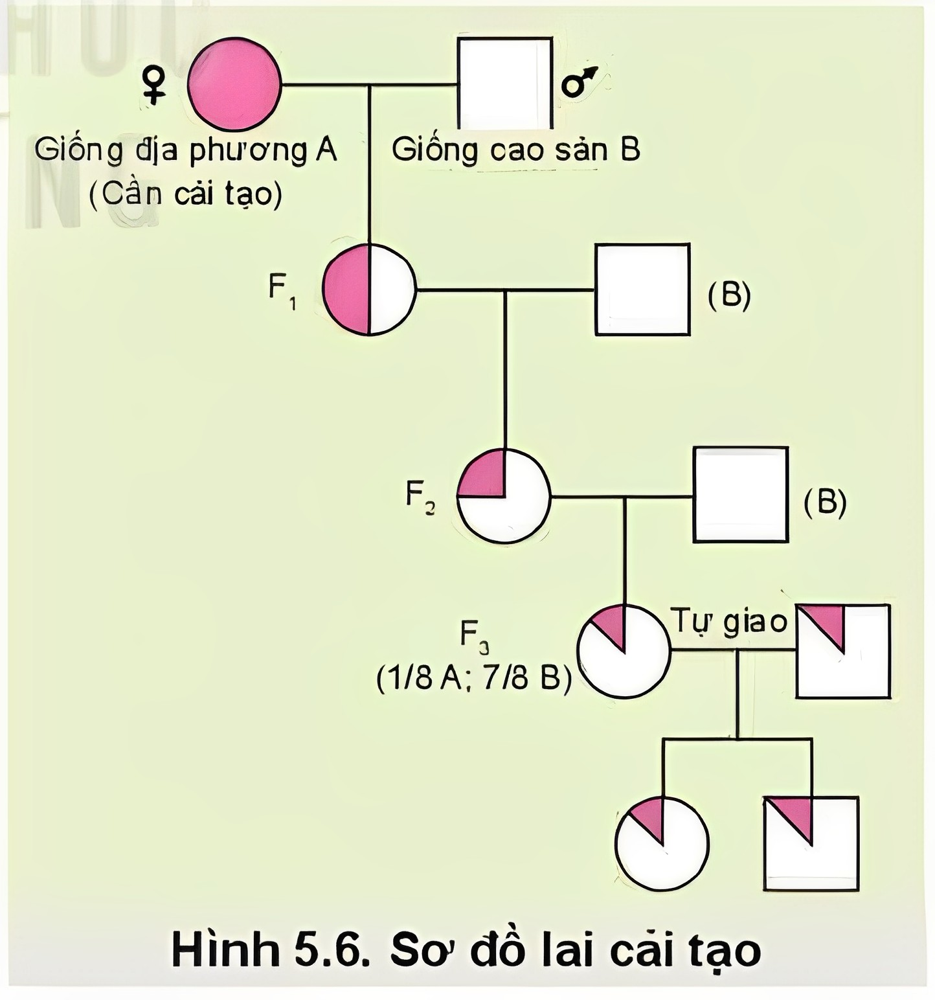 ♀ ♂
Giống địa phương A
(Cần cải tạo)
Giống cao sản B
F₁
(B)
F₂
(B)
F₃
(1/8 A; 7/8 B)
Tự giao
Hình 5.6. Sơ đồ lai cải tạo